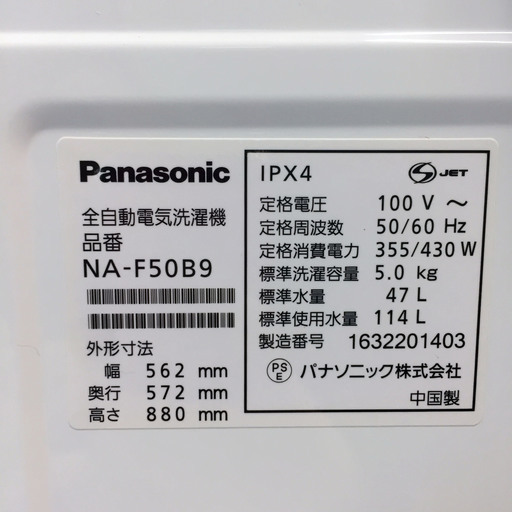 Panasonic
全自動電気洗濯機
品番
NA-F50B9
外形寸法
幅 562 mm
奥行 572 mm
高さ 880 mm
IPX4 S JET
定格電圧 100 V ～
定格周波数 50/60 Hz
定格消費電力 355/430 W
標準洗濯容量 5.0 kg
標準水量 47 L
標準使用水量 114 L
製造番号 1632201403
PS E パナソニック株式会社
中国製